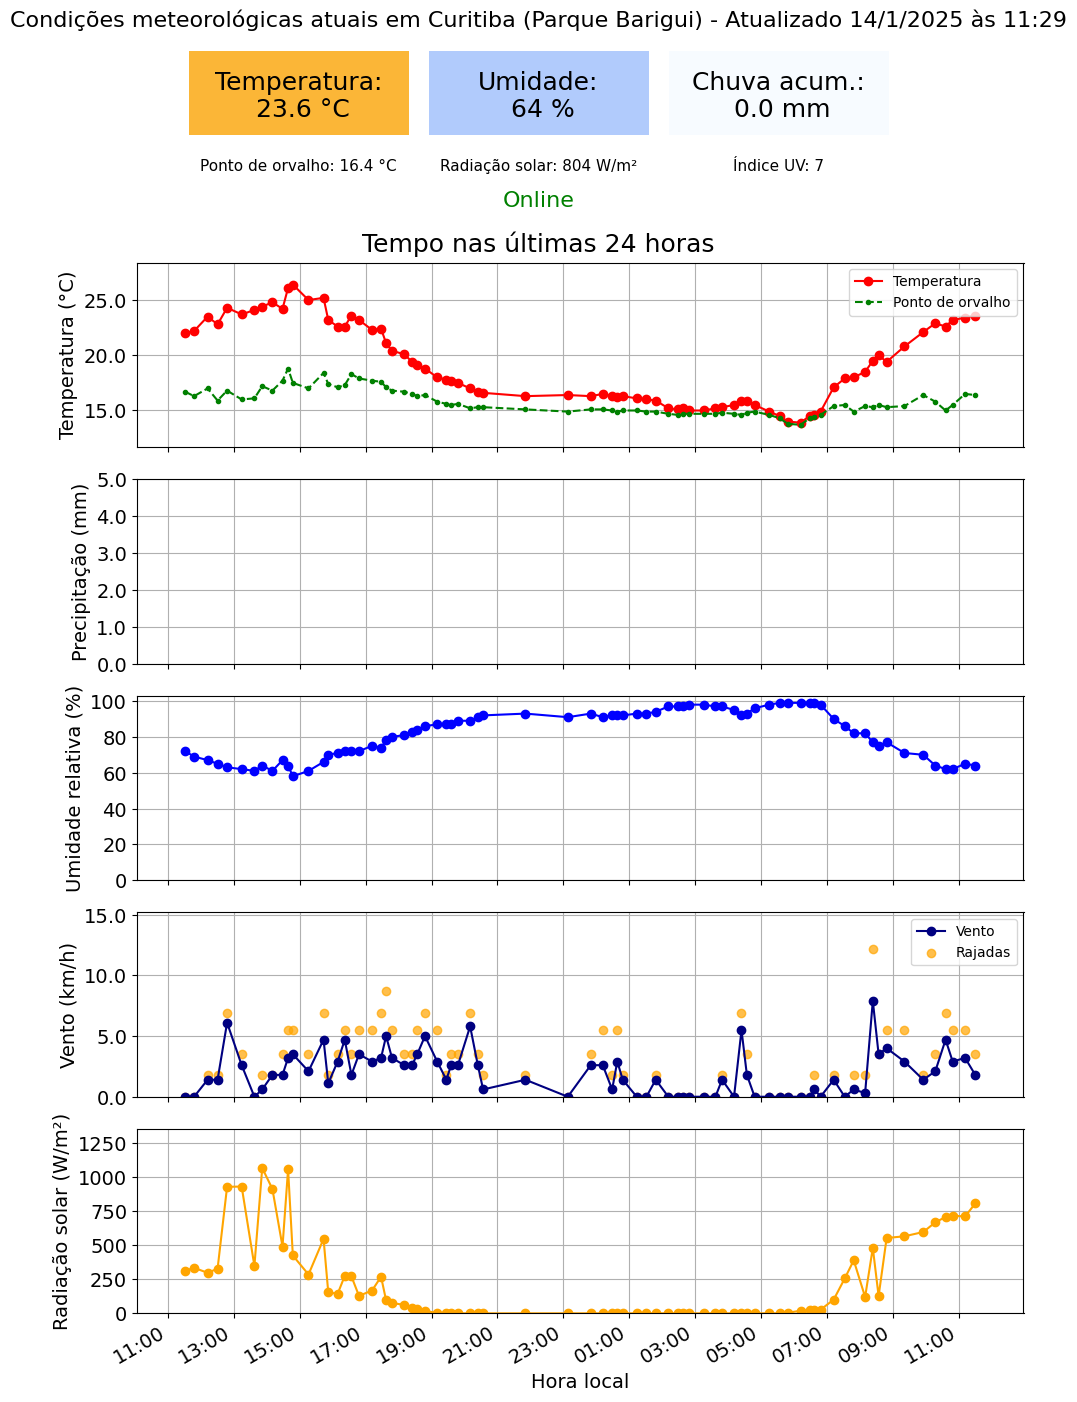 Condições meteorológicas atuais em Curitiba (Parque Barigui) - Atualizado 14/1/2025 às 11:29
Temperatura:
23.6 °C
Umidade:
64 %
Chuva acum.:
0.0 mm
Ponto de orvalho: 16.4 °C
Radiação solar: 804 W/m²
Índice UV: 7
Online
Tempo nas últimas 24 horas
Temperatura (°C)
25.0
20.0
15.0
Temperatura
Ponto de orvalho
Precipitação (mm)
5.0
4.0
3.0
2.0
1.0
0.0
Umidade relativa (%)
100
80
60
40
20
0
Vento (km/h)
15.0
10.0
5.0
0.0
Vento
Rajadas
Radiação solar (W/m²)
1250
1000
750
500
250
0
11:00
13:00
15:00
17:00
19:00
21:00
23:00
01:00
03:00
05:00
07:00
09:00
11:00
Hora local